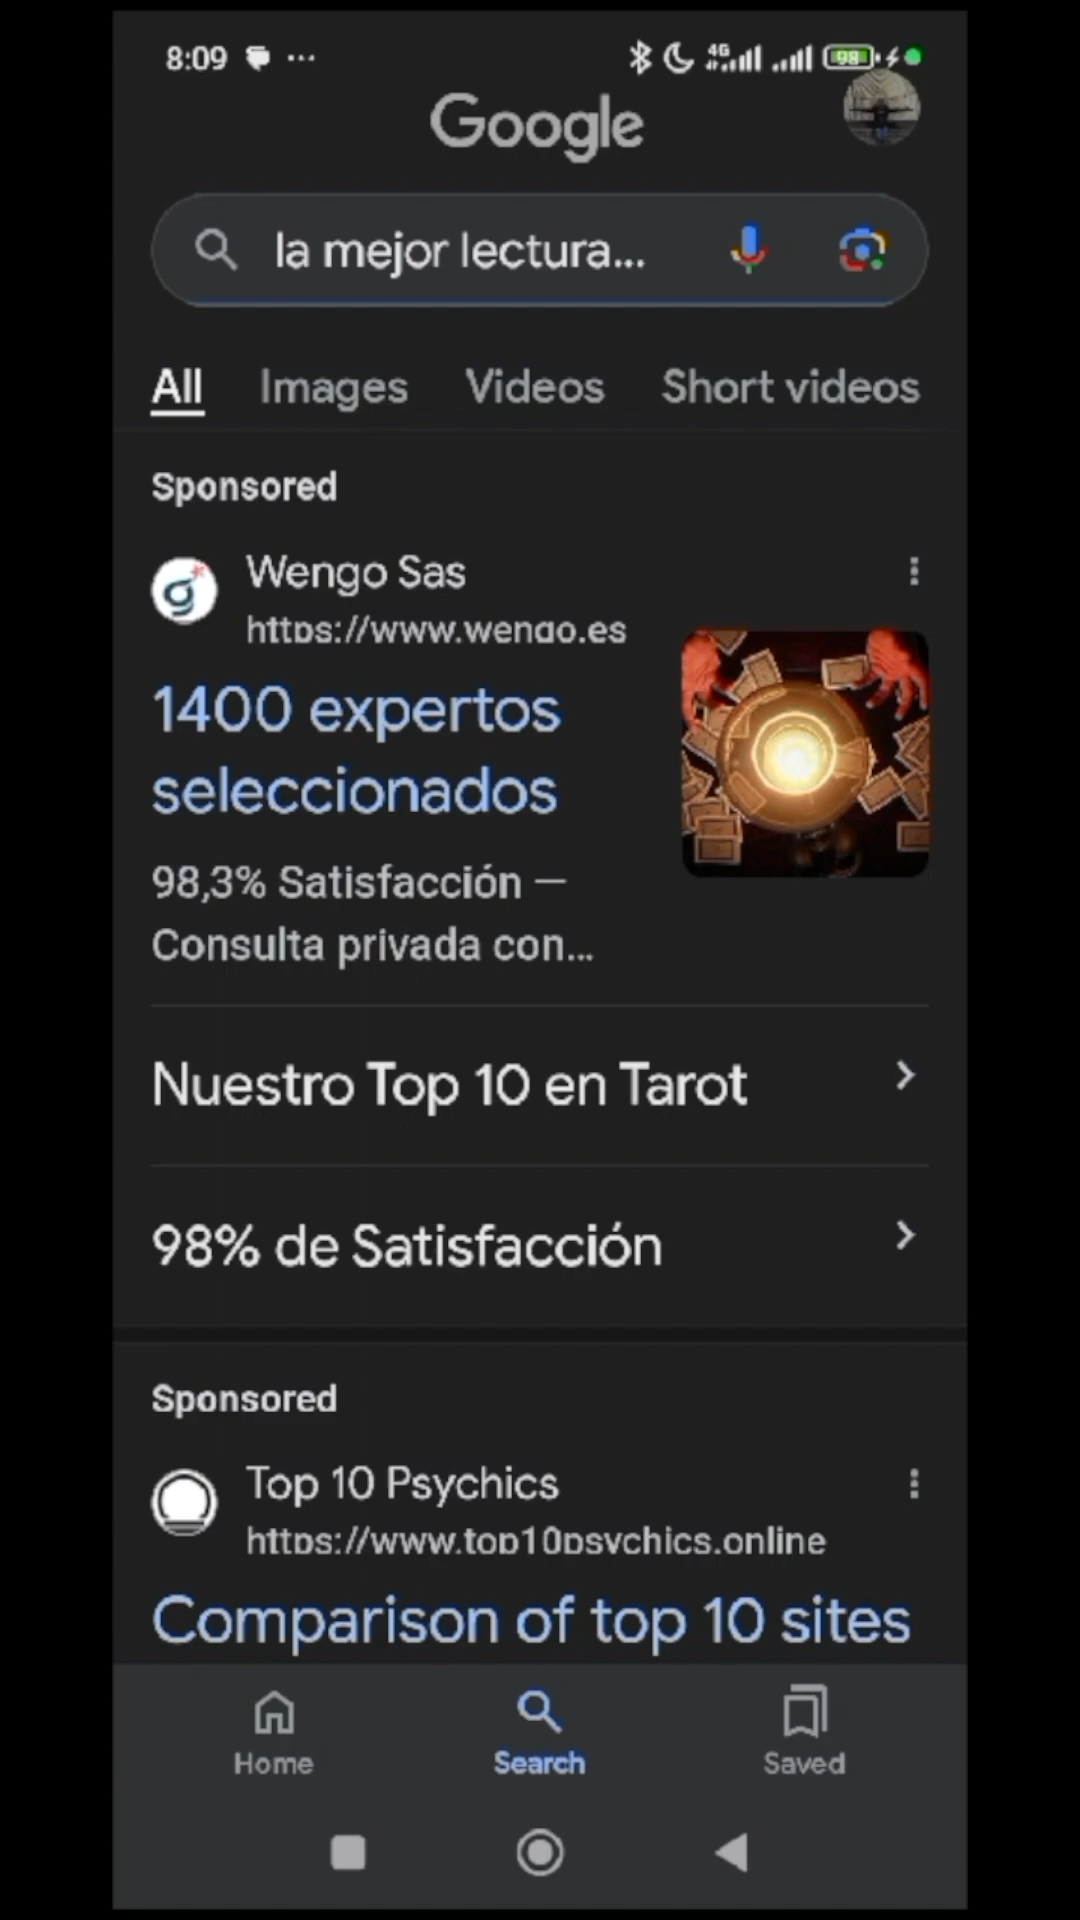 8:09
4G
98
Google
la mejor lectura...
All Images Videos Short videos
Sponsored
Wengo Sas
https://www.wengo.es
1400 expertos
seleccionados
98,3% Satisfacción —
Consulta privada con...
Nuestro Top 10 en Tarot
98% de Satisfacción
Sponsored
Top 10 Psychics
https://www.top10psychics.online
Comparison of top 10 sites
Home Search Saved